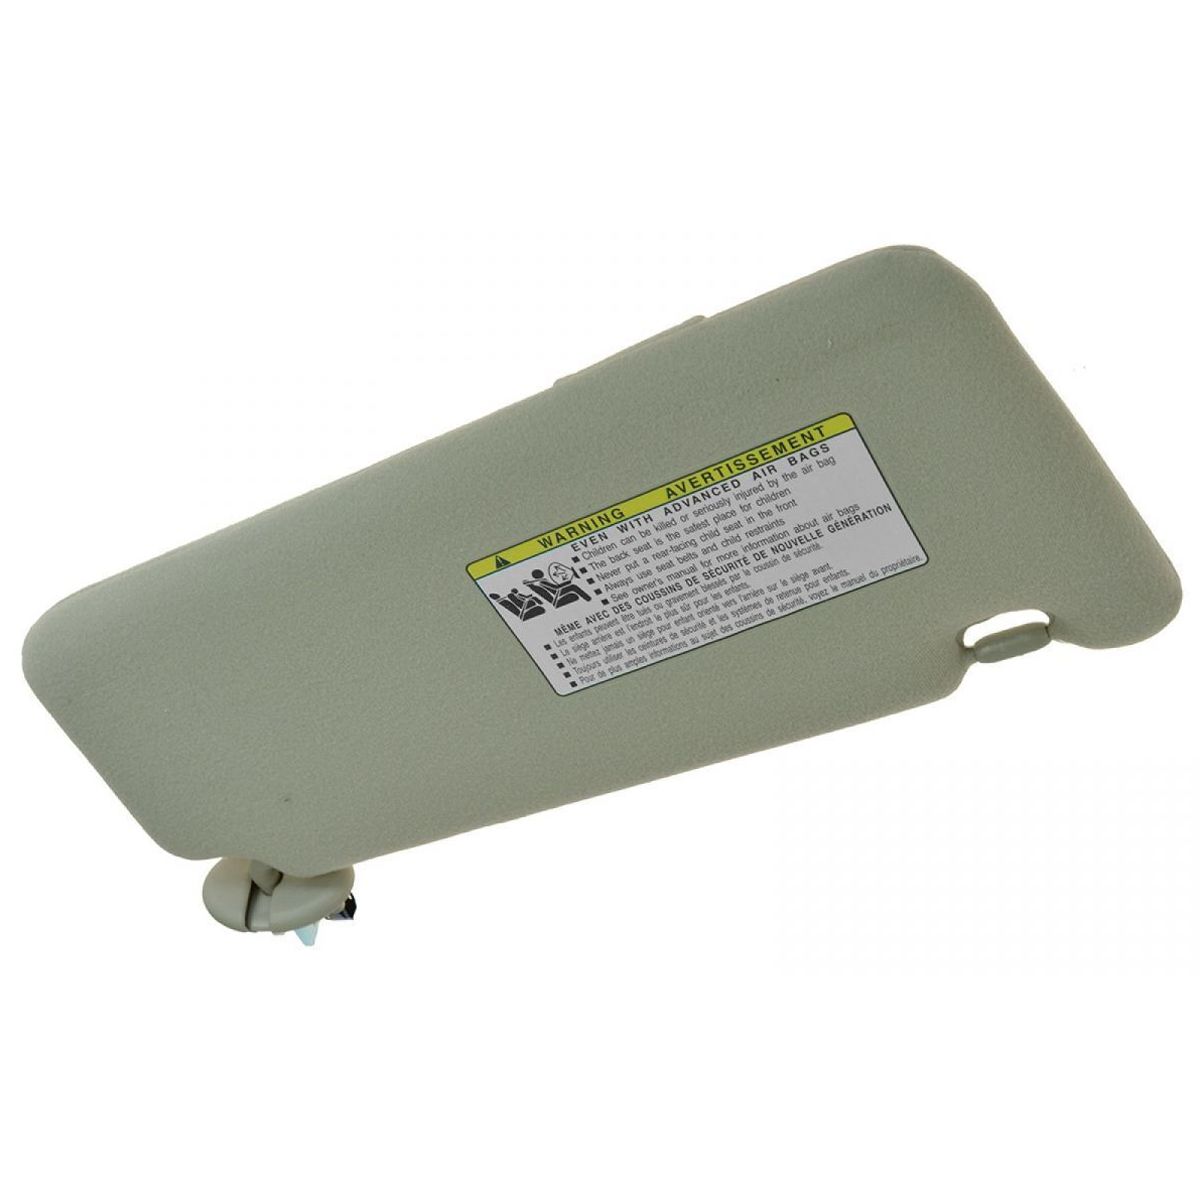 WARNING AVERTISSEMENT
EVEN WITH ADVANCED AIR BAGS
■ Children can be killed or seriously injured by the air bag
■ The back seat is the safest place for children
■ Never put a rear-facing child seat in the front
■ Always use seat belts and child restraints
■ See owner's manual for more information about air bags
MÊME AVEC DES COUSSINS DE SÉCURITÉ DE NOUVELLE GÉNÉRATION
■ Les enfants peuvent être tués ou gravement blessés par le coussin de sécurité.
■ La siège arrière est l'endroit le plus sûr pour les enfants.
■ Ne mettez jamais un siège pour enfant orienté vers l'arrière sur le siège avant.
■ Toujours utiliser les ceintures de sécurité et les systèmes de retenue pour enfants.
■ Pour de plus amples informations au sujet des coussins de sécurité, voyez le manuel du propriétaire.